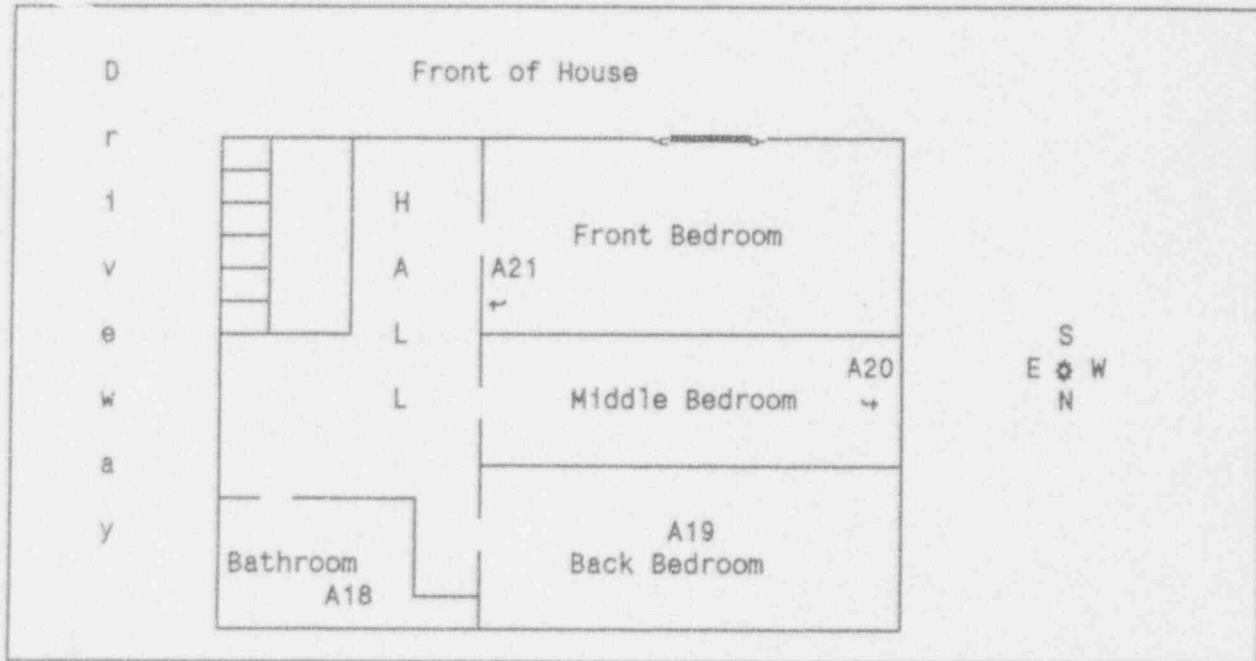 D Front of House
r
i H
Front Bedroom
v A A21
e L S
A20
E W
w L Middle Bedroom N
a
y A19
Bathroom Back Bedroom
A18